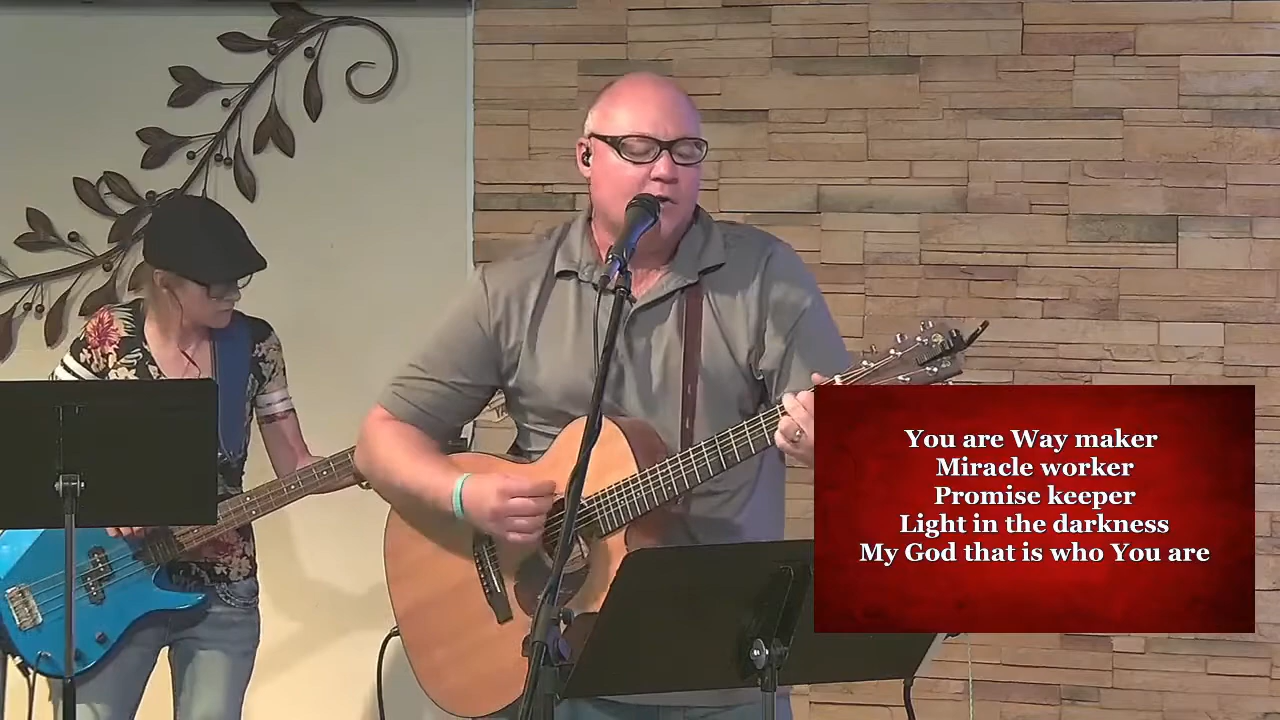 You are Way maker
Miracle worker
Promise keeper
Light in the darkness
My God that is who You are